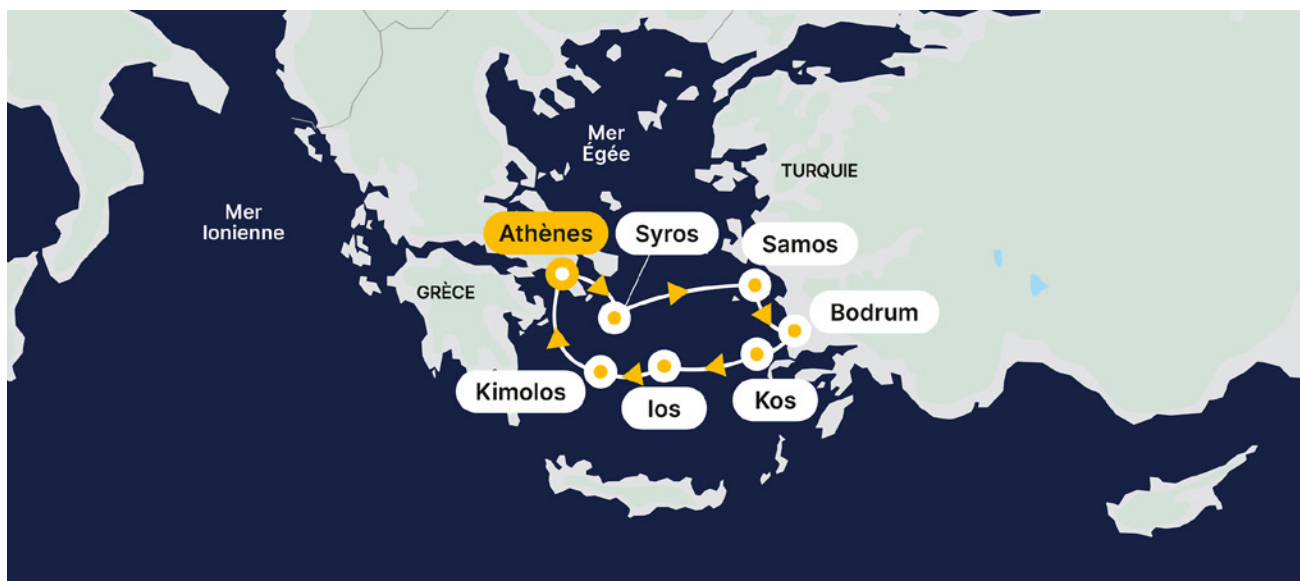 Mer
Égée
TURQUIE
Mer
Ionienne
Athènes
Syros
Samos
GRÈCE
Bodrum
Kimolos
Ios
Kos